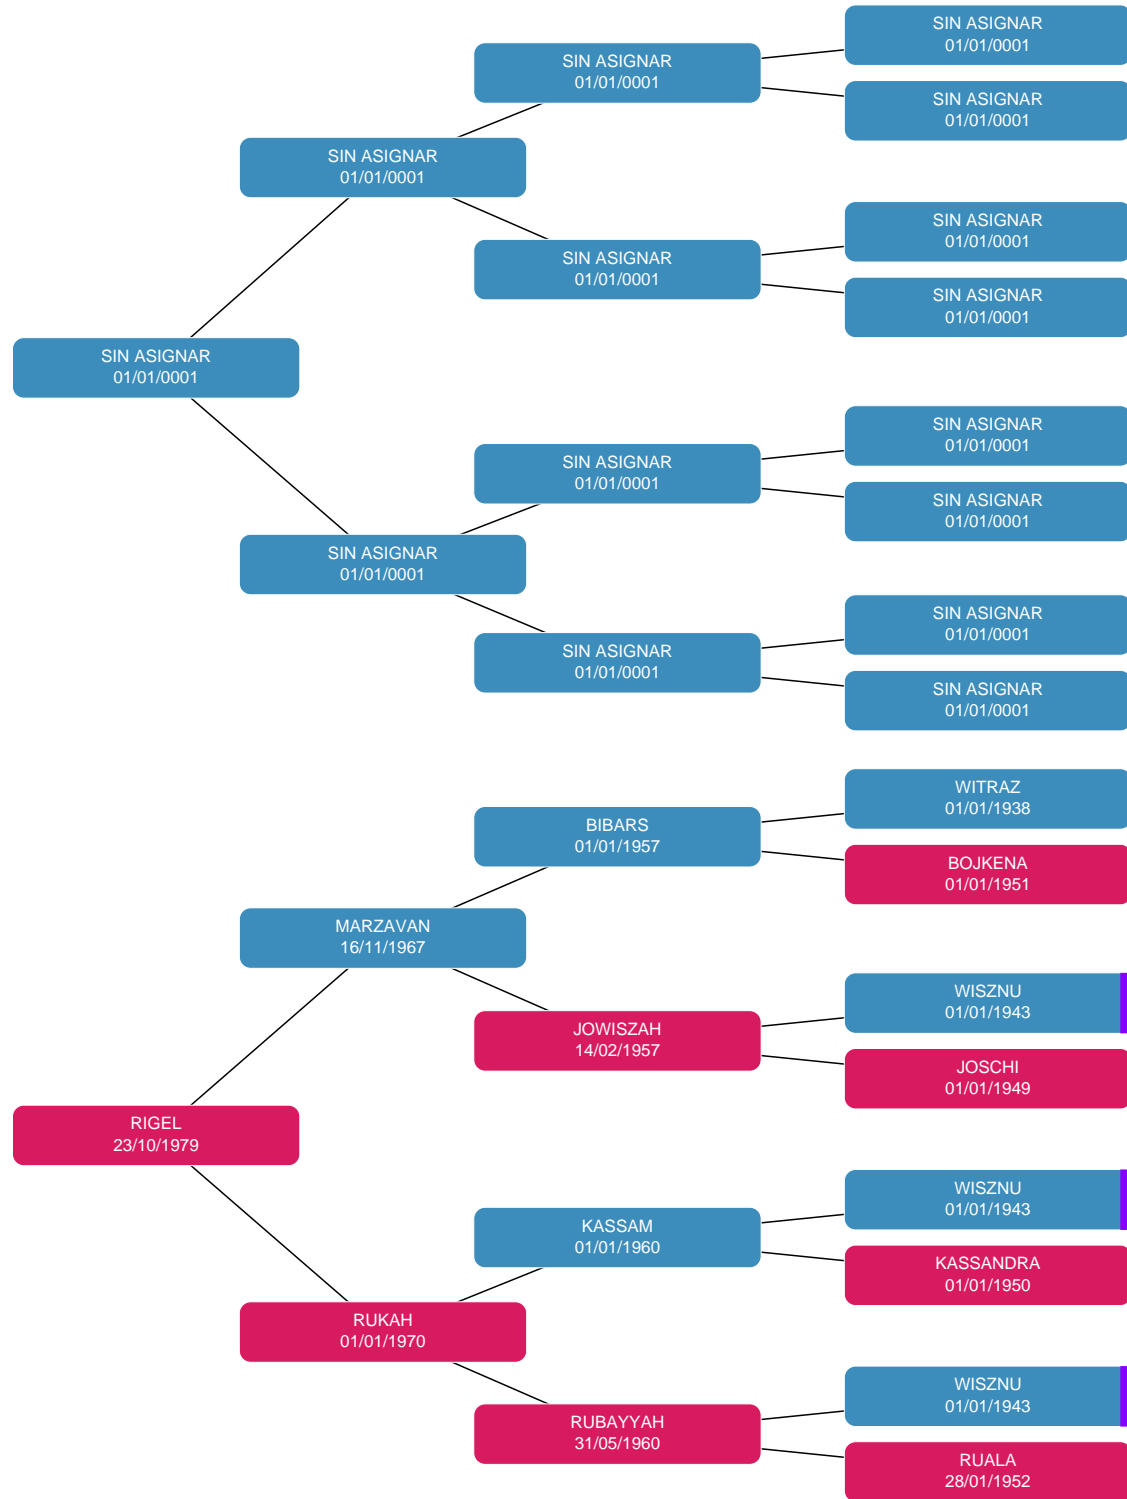 SIN ASIGNAR
01/01/0001
SIN ASIGNAR
01/01/0001
SIN ASIGNAR
01/01/0001
SIN ASIGNAR
01/01/0001
SIN ASIGNAR
01/01/0001
SIN ASIGNAR
01/01/0001
SIN ASIGNAR
01/01/0001
SIN ASIGNAR
01/01/0001
SIN ASIGNAR
01/01/0001
SIN ASIGNAR
01/01/0001
SIN ASIGNAR
01/01/0001
SIN ASIGNAR
01/01/0001
SIN ASIGNAR
01/01/0001
SIN ASIGNAR
01/01/0001
SIN ASIGNAR
01/01/0001
WITRAZ
01/01/1938
BIBARS
01/01/1957
BOJKENA
01/01/1951
MARZAVAN
16/11/1967
WISZNU
01/01/1943
JOWISZAH
14/02/1957
JOSCHI
01/01/1949
RIGEL
23/10/1979
WISZNU
01/01/1943
KASSAM
01/01/1960
KASSANDRA
01/01/1950
RUKAH
01/01/1970
WISZNU
01/01/1943
RUBAYYAH
31/05/1960
RUALA
28/01/1952